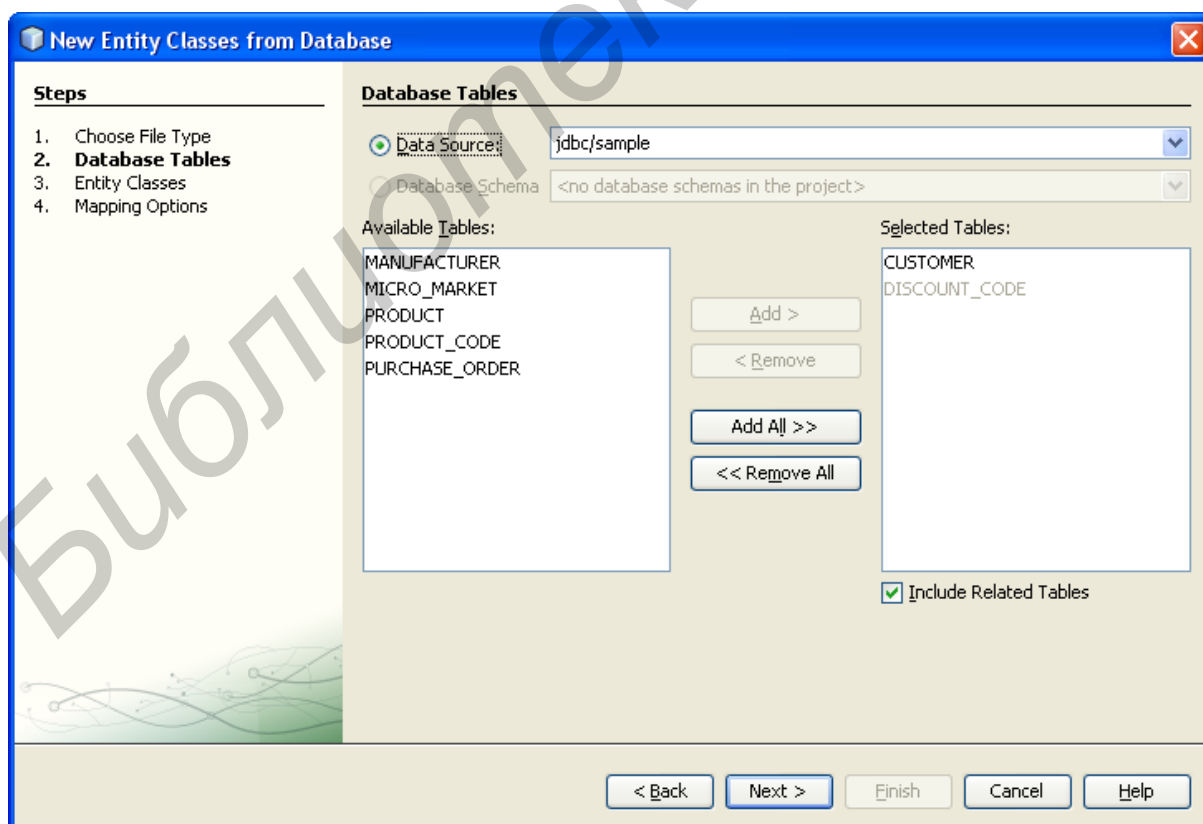 New Entity Classes from Database
Steps
1. Choose File Type
2. Database Tables
3. Entity Classes
4. Mapping Options
Database Tables
Data Source: jdbc/sample
Database Schema <no database schemas in the project>
Available Tables:
MANUFACTURER
MICRO_MARKET
PRODUCT
PRODUCT_CODE
PURCHASE_ORDER
Add >
< Remove
Add All >>
<< Remove All
Selected Tables:
CUSTOMER
DISCOUNT_CODE
Include Related Tables
< Back Next > Finish Cancel Help